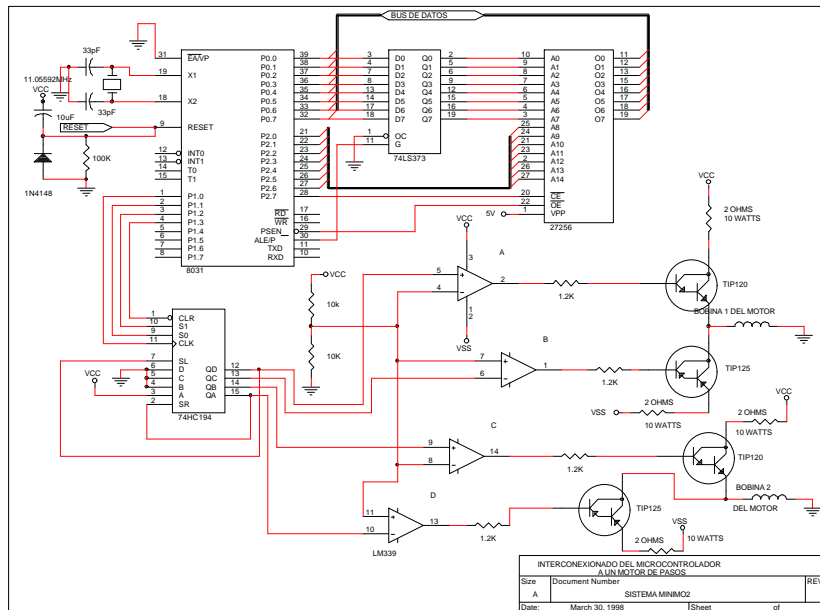 BUS DE DATOS
33pF
11.05592MHz
VCC
33pF
10uF
RESET
100K
1N4148
31 EA/VP
19 X1
18 X2
9 RESET
12 INT0
13 INT1
14 T0
15 T1
1 P1.0
2 P1.1
3 P1.2
4 P1.3
5 P1.4
6 P1.5
7 P1.6
8 P1.7
P0.0 39
P0.1 38
P0.2 37
P0.3 36
P0.4 35
P0.5 34
P0.6 33
P0.7 32
P2.0 21
P2.1 22
P2.2 23
P2.3 24
P2.4 25
P2.5 26
P2.6 27
P2.7 28
RD 17
WR 16
PSEN 29
ALE/P 30
TXD 11
RXD 10
8031
3 D0 Q0 2
4 D1 Q1 5
7 D2 Q2 6
8 D3 Q3 9
13 D4 Q4 12
14 D5 Q5 15
17 D6 Q6 16
18 D7 Q7 19
1 OC
11 G
74LS373
10 A0 O0 11
9 A1 O1 12
8 A2 O2 13
7 A3 O3 15
6 A4 O4 16
5 A5 O5 17
4 A6 O6 18
3 A7 O7 19
25 A8
24 A9
21 A10
23 A11
2 A12
26 A13
27 A14
20 CE
22 OE
5V 1 VPP
27256
VCC
2 OHMS
10 WATTS
TIP120
BOBINA 1 DEL MOTOR
VCC
A
3
5
4
2
1
2
VSS
1.2K
VCC
10k
10K
B
7
6
1
1.2K
TIP125
VSS
2 OHMS
10 WATTS
1 CLR
10 S1
9 S0
11 CLK
7 SL
6 D
5 C
4 B
3 A
2 SR
QD 12
QC 13
QB 14
QA 15
VCC
74HC194
C
9
8
14
1.2K
VCC
2 OHMS
10 WATTS
TIP120
BOBINA 2
DEL MOTOR
D
11
10
13
LM339
1.2K
TIP125
VSS
2 OHMS
10 WATTS
INTERCONEXIONADO DEL MICROCONTROLADOR
A UN MOTOR DE PASOS
Size Document Number REV
A SISTEMA MINIMO2
Date: March 30, 1998 Sheet of